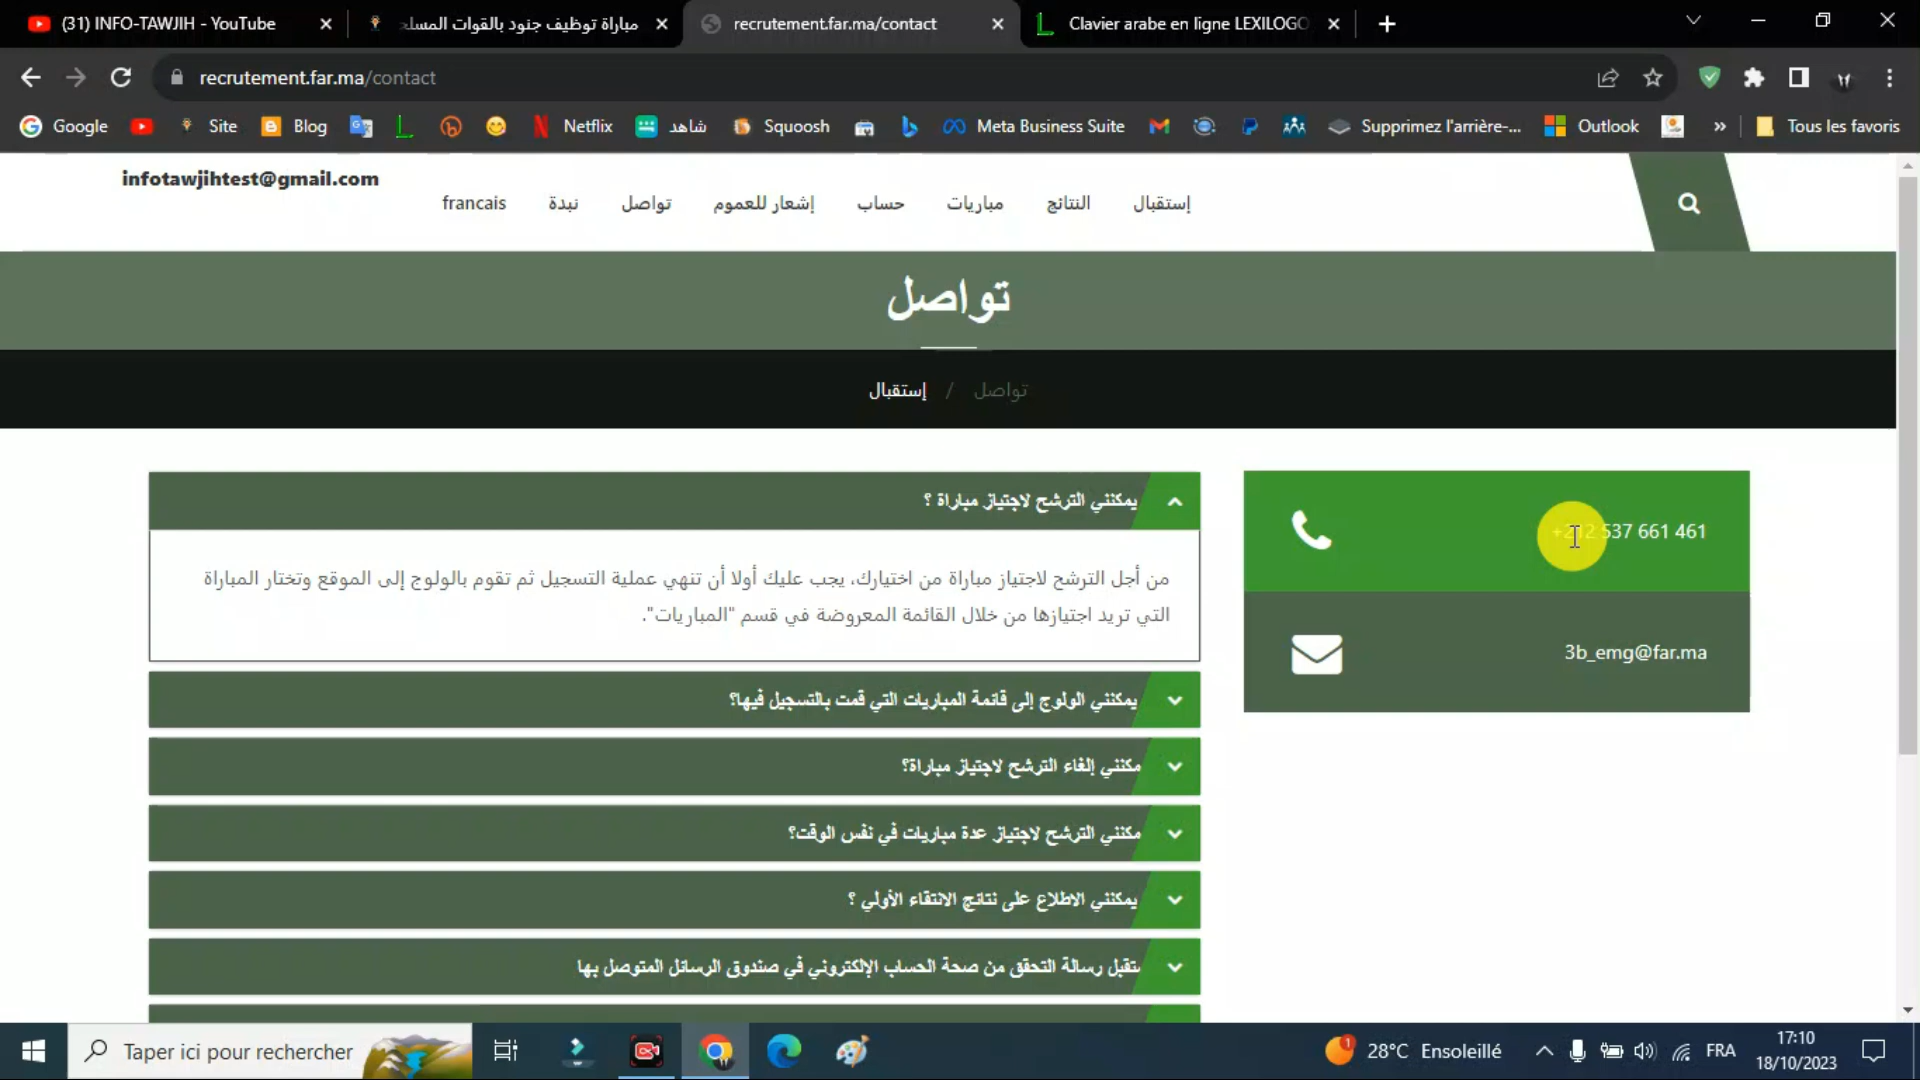 (31) INFO-TAWJIH - YouTube
مباراة توظيف جنود بالقوات المسلح
recrutement.far.ma/contact
Clavier arabe en ligne LEXILOGO
recrutement.far.ma/contact
Google
Site
Blog
Netflix
شاهد
Squoosh
Meta Business Suite
Supprimez l'arrière-...
Outlook
»
Tous les favoris
infotawjihtest@gmail.com
إستقبال
النتائج
مباريات
حساب
إشعار للعموم
تواصل
نبدة
francais
تواصل
إستقبال / تواصل
يمكنني الترشح لاجتياز مباراة ؟
من أجل الترشح لاجتياز مباراة من اختيارك، يجب عليك أولا أن تنهي عملية التسجيل ثم تقوم بالولوج إلى الموقع وتختار المباراة
التي تريد اجتيازها من خلال القائمة المعروضة في قسم "المباريات".
يمكنني الولوج إلى قائمة المباريات التي قمت بالتسجيل فيها؟
مكنني إلغاء الترشح لاجتياز مباراة؟
مكنني الترشح لاجتياز عدة مباريات في نفس الوقت؟
يمكنني الاطلاع على نتائج الانتقاء الأولي ؟
ستقبل رسالة التحقق من صحة الحساب الإلكتروني في صندوق الرسائل المتوصل بها
+212 537 661 461
3b_emg@far.ma
Taper ici pour rechercher
1
28°C Ensoleillé
FRA
17:10
18/10/2023